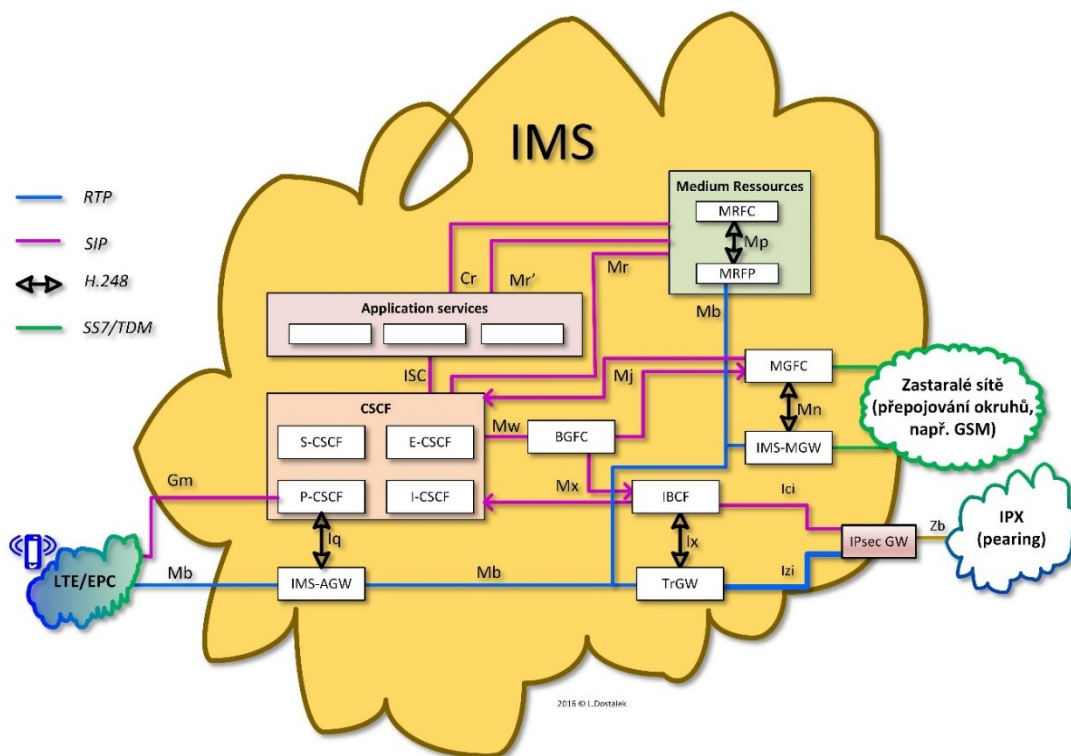 IMS
RTP
SIP
H.248
SS7/TDM
Medium Ressources
MRFC
Mp
MRFP
Cr
Mr'
Mr
Mb
Application services
ISC
CSCF
S-CSCF
E-CSCF
P-CSCF
I-CSCF
Mw
BGFC
Mj
MGFC
Mn
IMS-MGW
Zastaralé sítě
(přepojování okruhů,
např. GSM)
Gm
Mx
IBCF
Ici
Iq
Ix
IPsec GW
Zb
IPX
(pearing)
LTE/EPC
Mb
IMS-AGW
Mb
TrGW
Izi
2016 © L.Dostálek